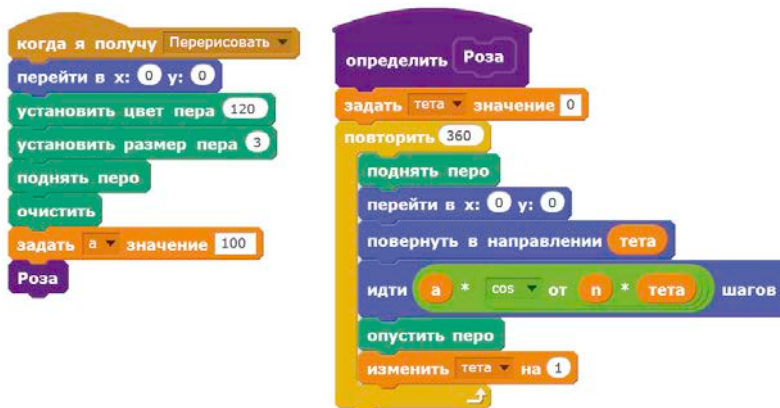 когда я получу Перерисовать
перейти в x: 0 y: 0
установить цвет пера 120
установить размер пера 3
поднять перо
очистить
задать a значение 100
Роза
определить Роза
задать тета значение 0
повторить 360
поднять перо
перейти в x: 0 y: 0
повернуть в направлении тета
идти a * cos от n * тета шагов
опустить перо
изменить тета на 1